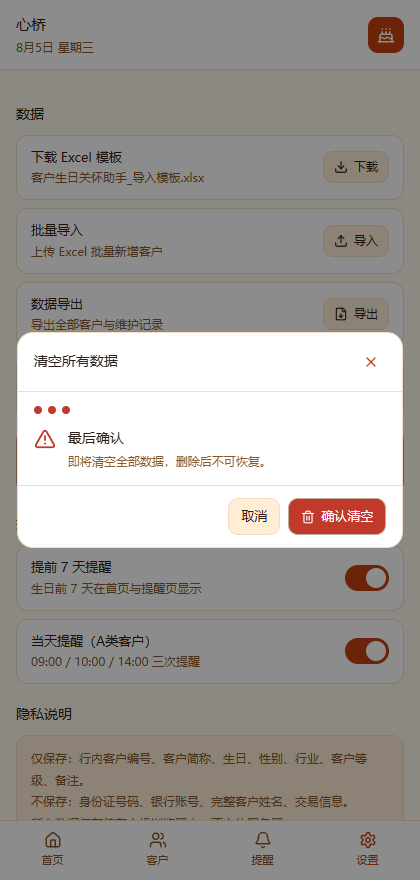 心桥
8月5日 星期三
数据
下载 Excel 模板
客户生日关怀助手_导入模板.xlsx
下载
批量导入
上传 Excel 批量新增客户
导入
数据导出
导出全部客户与维护记录
导出
清空所有数据
最后确认
即将清空全部数据，删除后不可恢复。
取消
确认清空
提前 7 天提醒
生日前 7 天在首页与提醒页显示
当天提醒（A类客户）
09:00 / 10:00 / 14:00 三次提醒
隐私说明
仅保存：行内客户编号、客户简称、生日、性别、行业、客户等
级、备注。
不保存：身份证号码、银行账号、完整客户姓名、交易信息。
首页
客户
提醒
设置